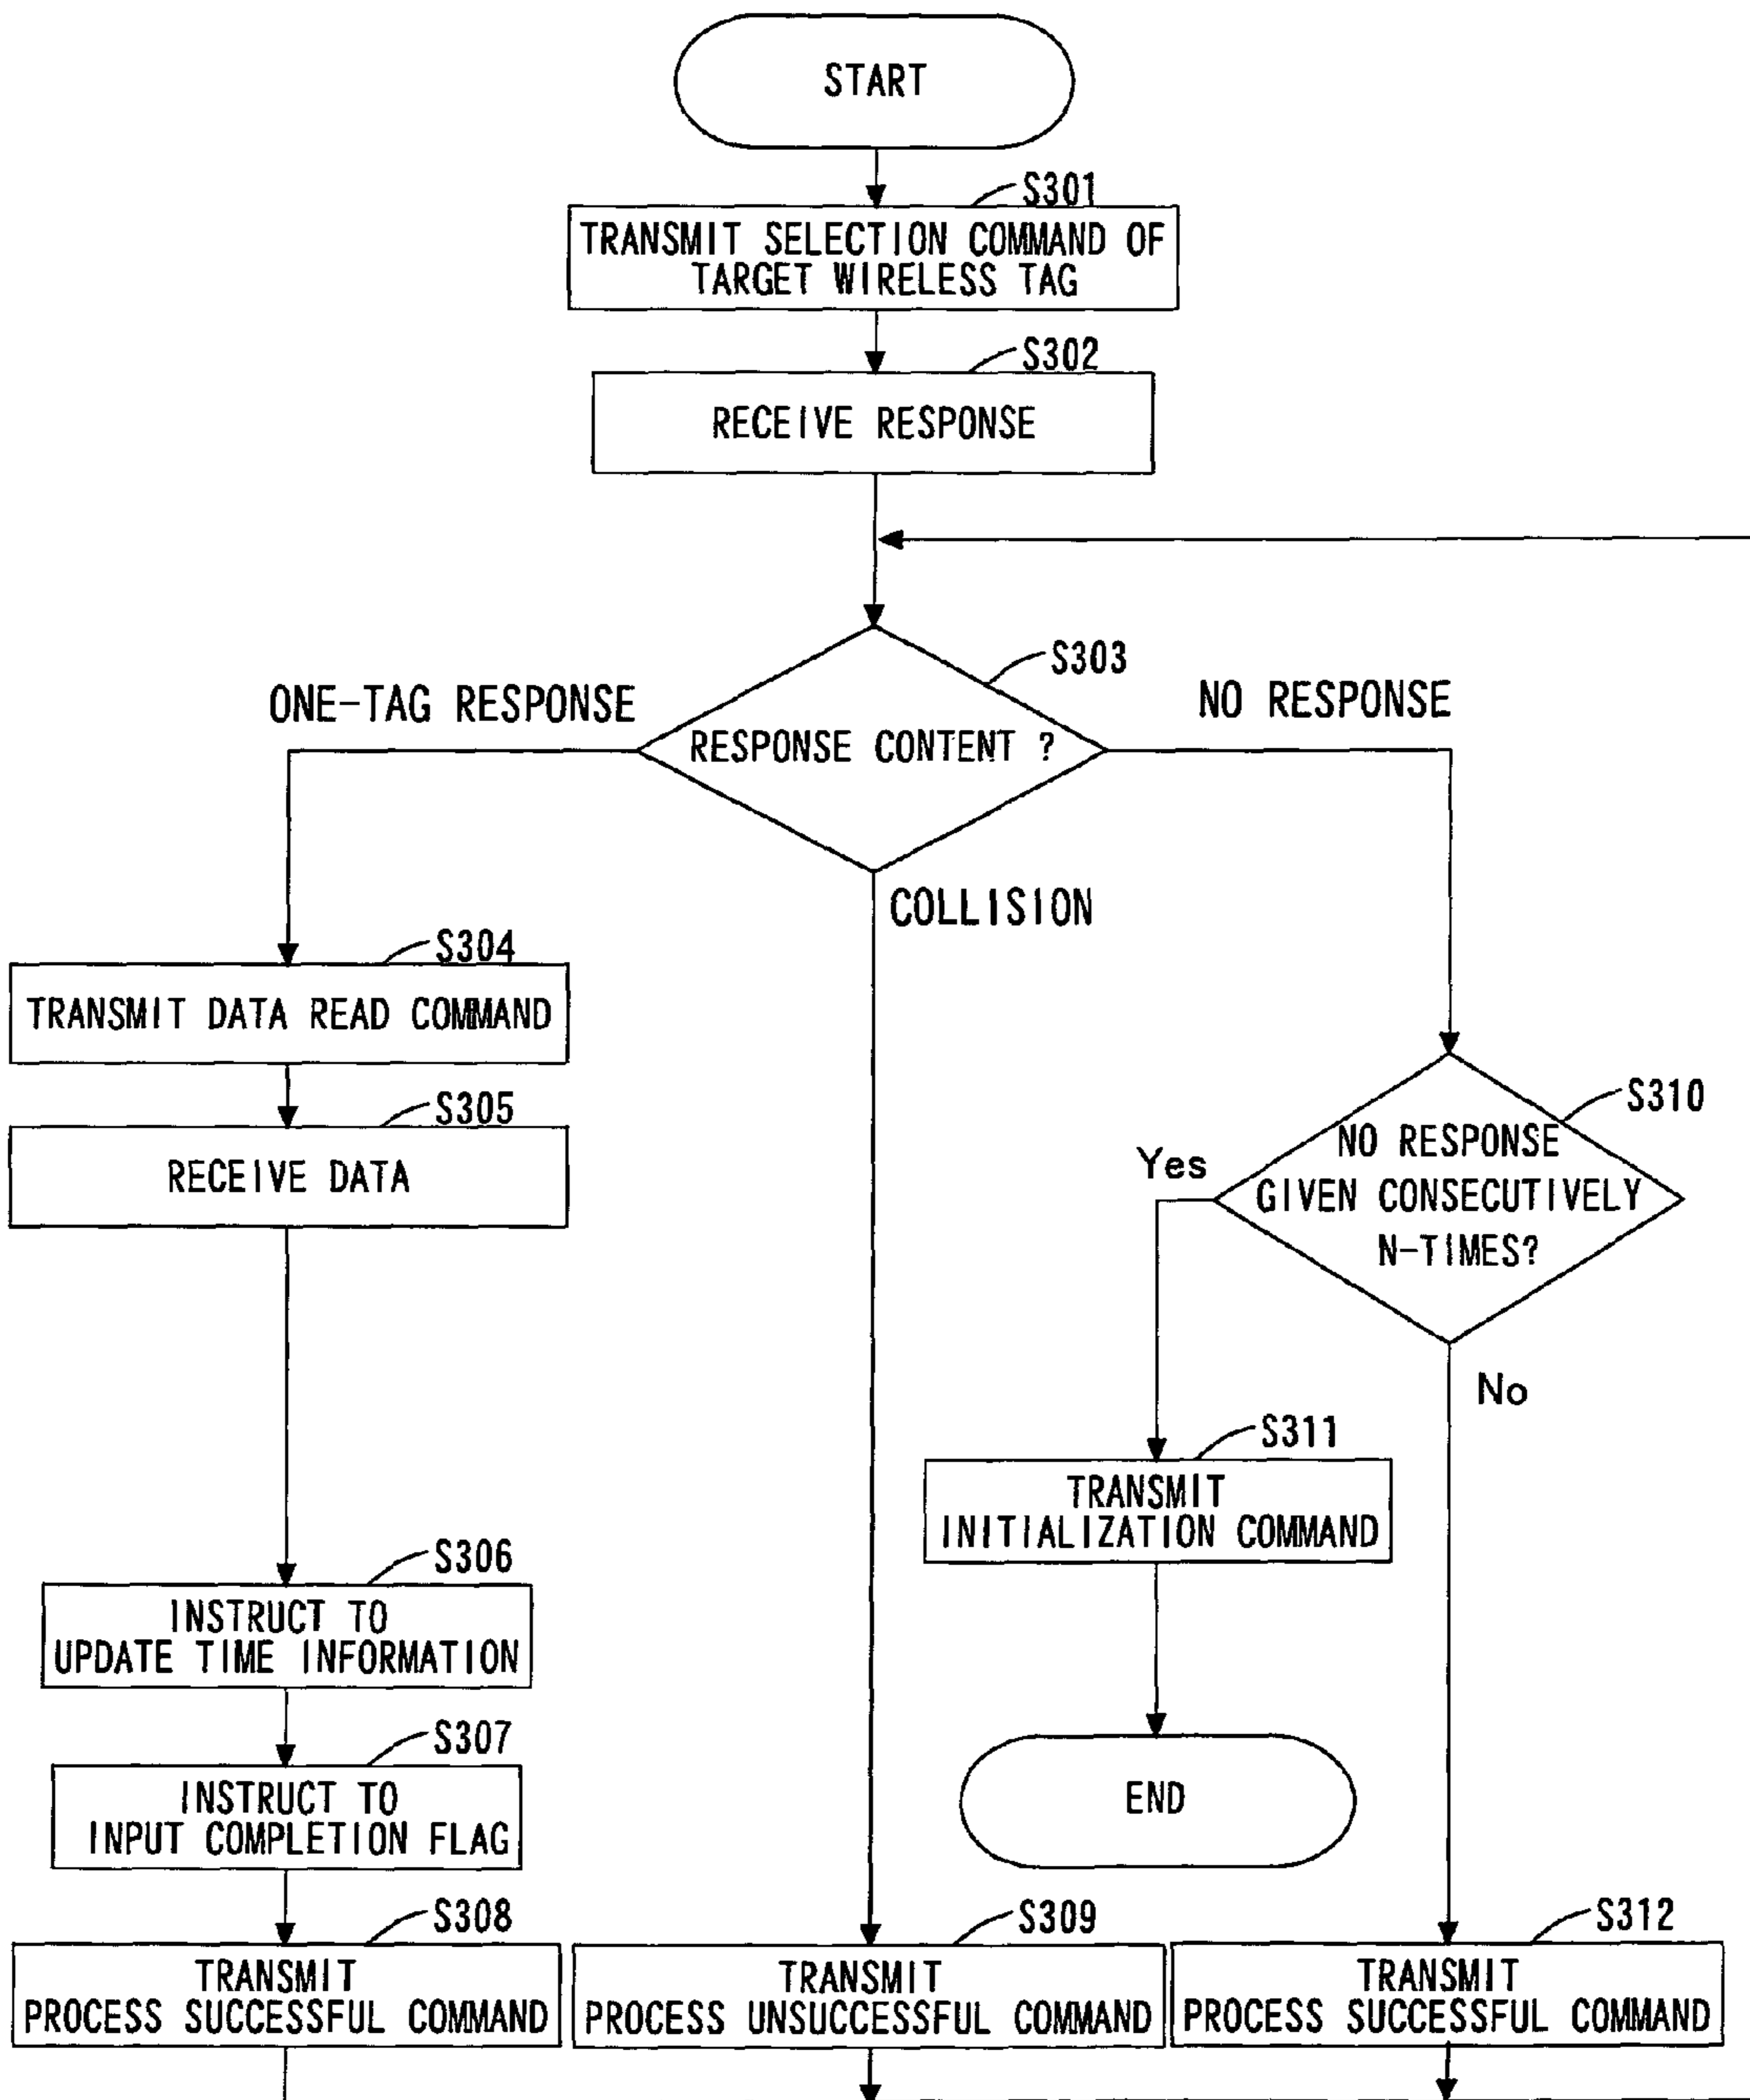 START
S301
TRANSMIT SELECTION COMMAND OF
TARGET WIRELESS TAG
S302
RECEIVE RESPONSE
S303
ONE-TAG RESPONSE
NO RESPONSE
RESPONSE CONTENT ?
COLLISION
S304
TRANSMIT DATA READ COMMAND
S305
RECEIVE DATA
S310
NO RESPONSE
GIVEN CONSECUTIVELY
N-TIMES?
Yes
No
S311
TRANSMIT
INITIALIZATION COMMAND
S306
INSTRUCT TO
UPDATE TIME INFORMATION
S307
INSTRUCT TO
INPUT COMPLETION FLAG
END
S308
TRANSMIT
PROCESS SUCCESSFUL COMMAND
S309
TRANSMIT
PROCESS UNSUCCESSFUL COMMAND
S312
TRANSMIT
PROCESS SUCCESSFUL COMMAND